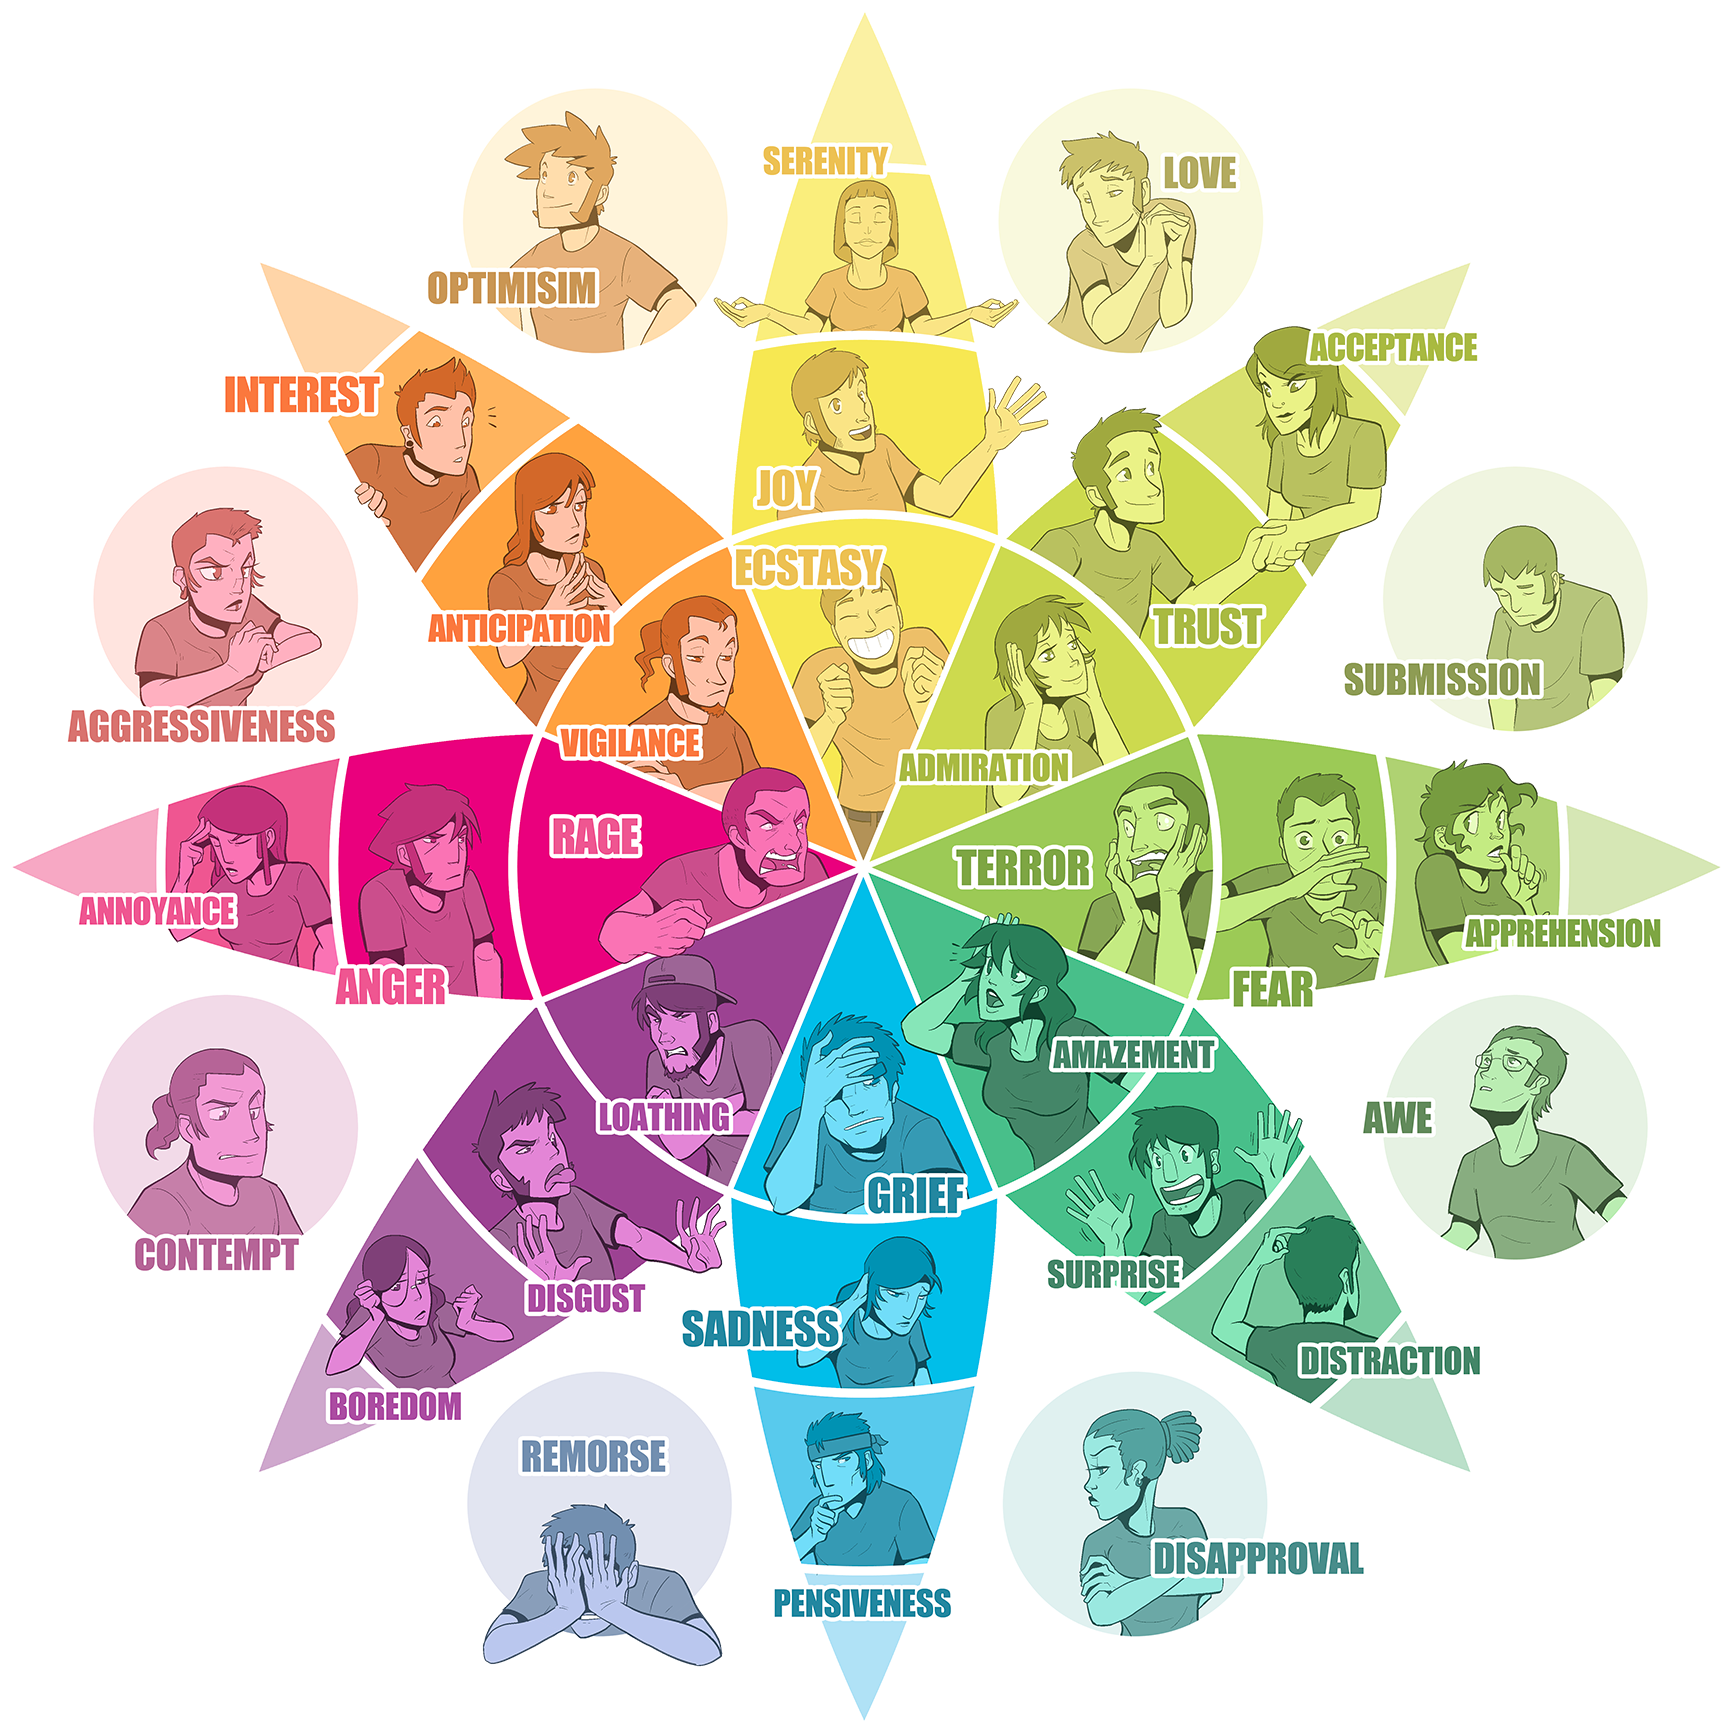 SERENITY
LOVE
OPTIMISIM
ACCEPTANCE
INTEREST
JOY
ECSTASY
ANTICIPATION
TRUST
SUBMISSION
AGGRESSIVENESS
VIGILANCE
ADMIRATION
RAGE
TERROR
ANNOYANCE
APPREHENSION
ANGER
FEAR
AMAZEMENT
LOATHING
AWE
GRIEF
CONTEMPT
SURPRISE
DISGUST
SADNESS
DISTRACTION
BOREDOM
REMORSE
DISAPPROVAL
PENSIVENESS